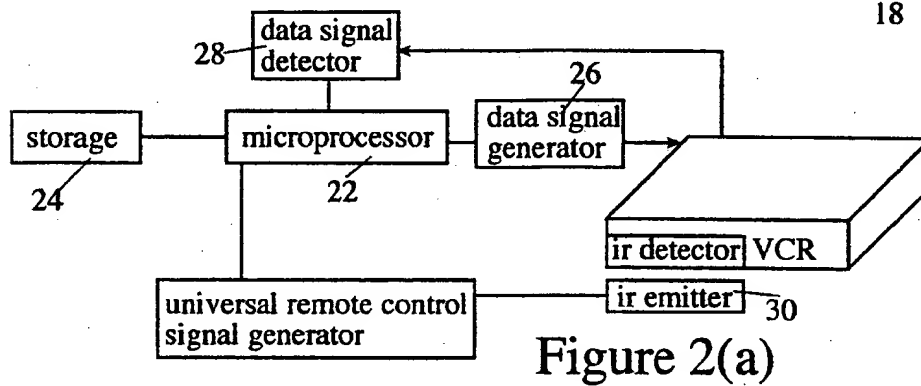 18
data signal
detector
28
26
storage
microprocessor
data signal
generator
24
22
ir detector
VCR
universal remote control
signal generator
ir emitter
30
Figure 2(a)